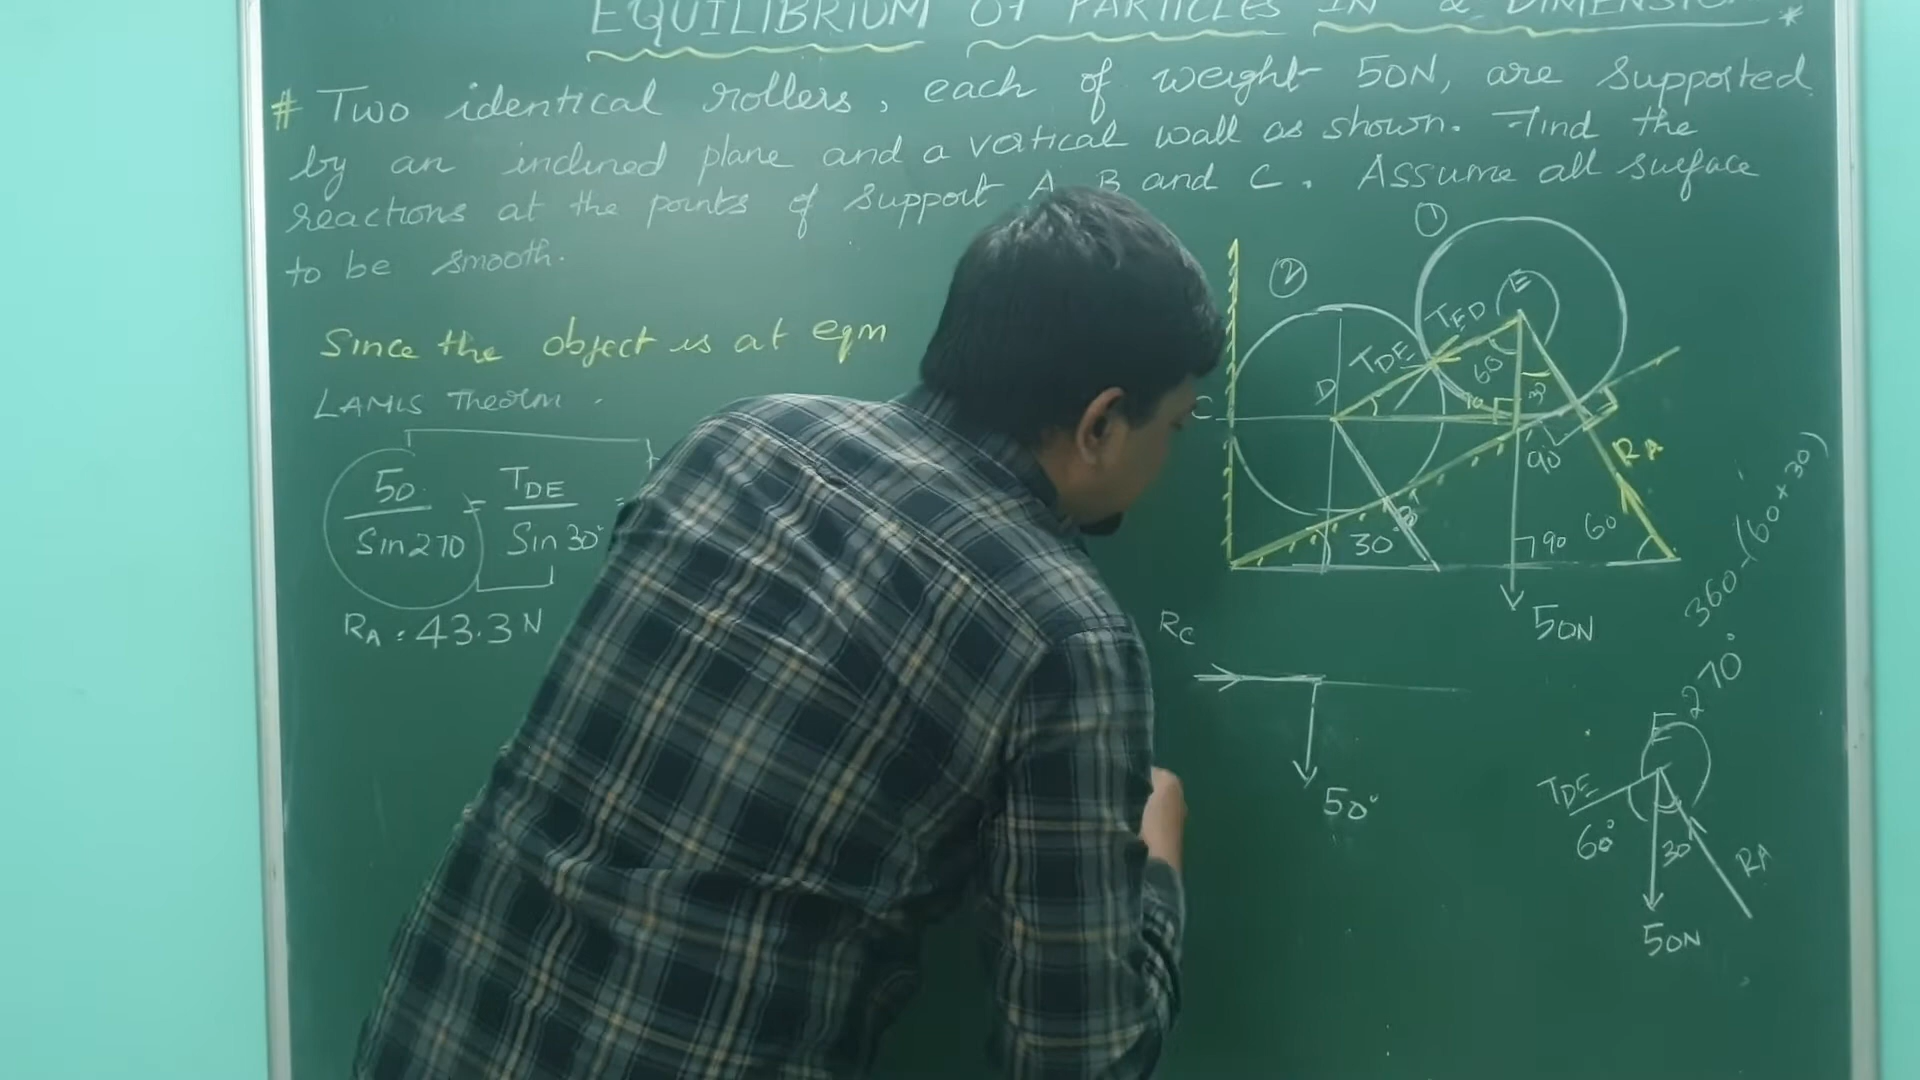 EQUILIBRIUM OF PARTICLES IN 2 DIMENSIO *
# Two identical rollers, each of weight 50N, are supported
by an inclined plane and a vertical wall as shown. Find the
reactions at the points of support A B and C. Assume all surface
to be smooth.
Since the object is at eqm
LAMIS Theorm.
50 / Sin270 = TDE / Sin 30° =
RA = 43.3 N
①
②
E
TED
TDE
D
C
60
30
90
RA
B
30°
90
60
50N
360-(60+30)
270°
RC
50°
E
TDE
60°
30
RA
50N